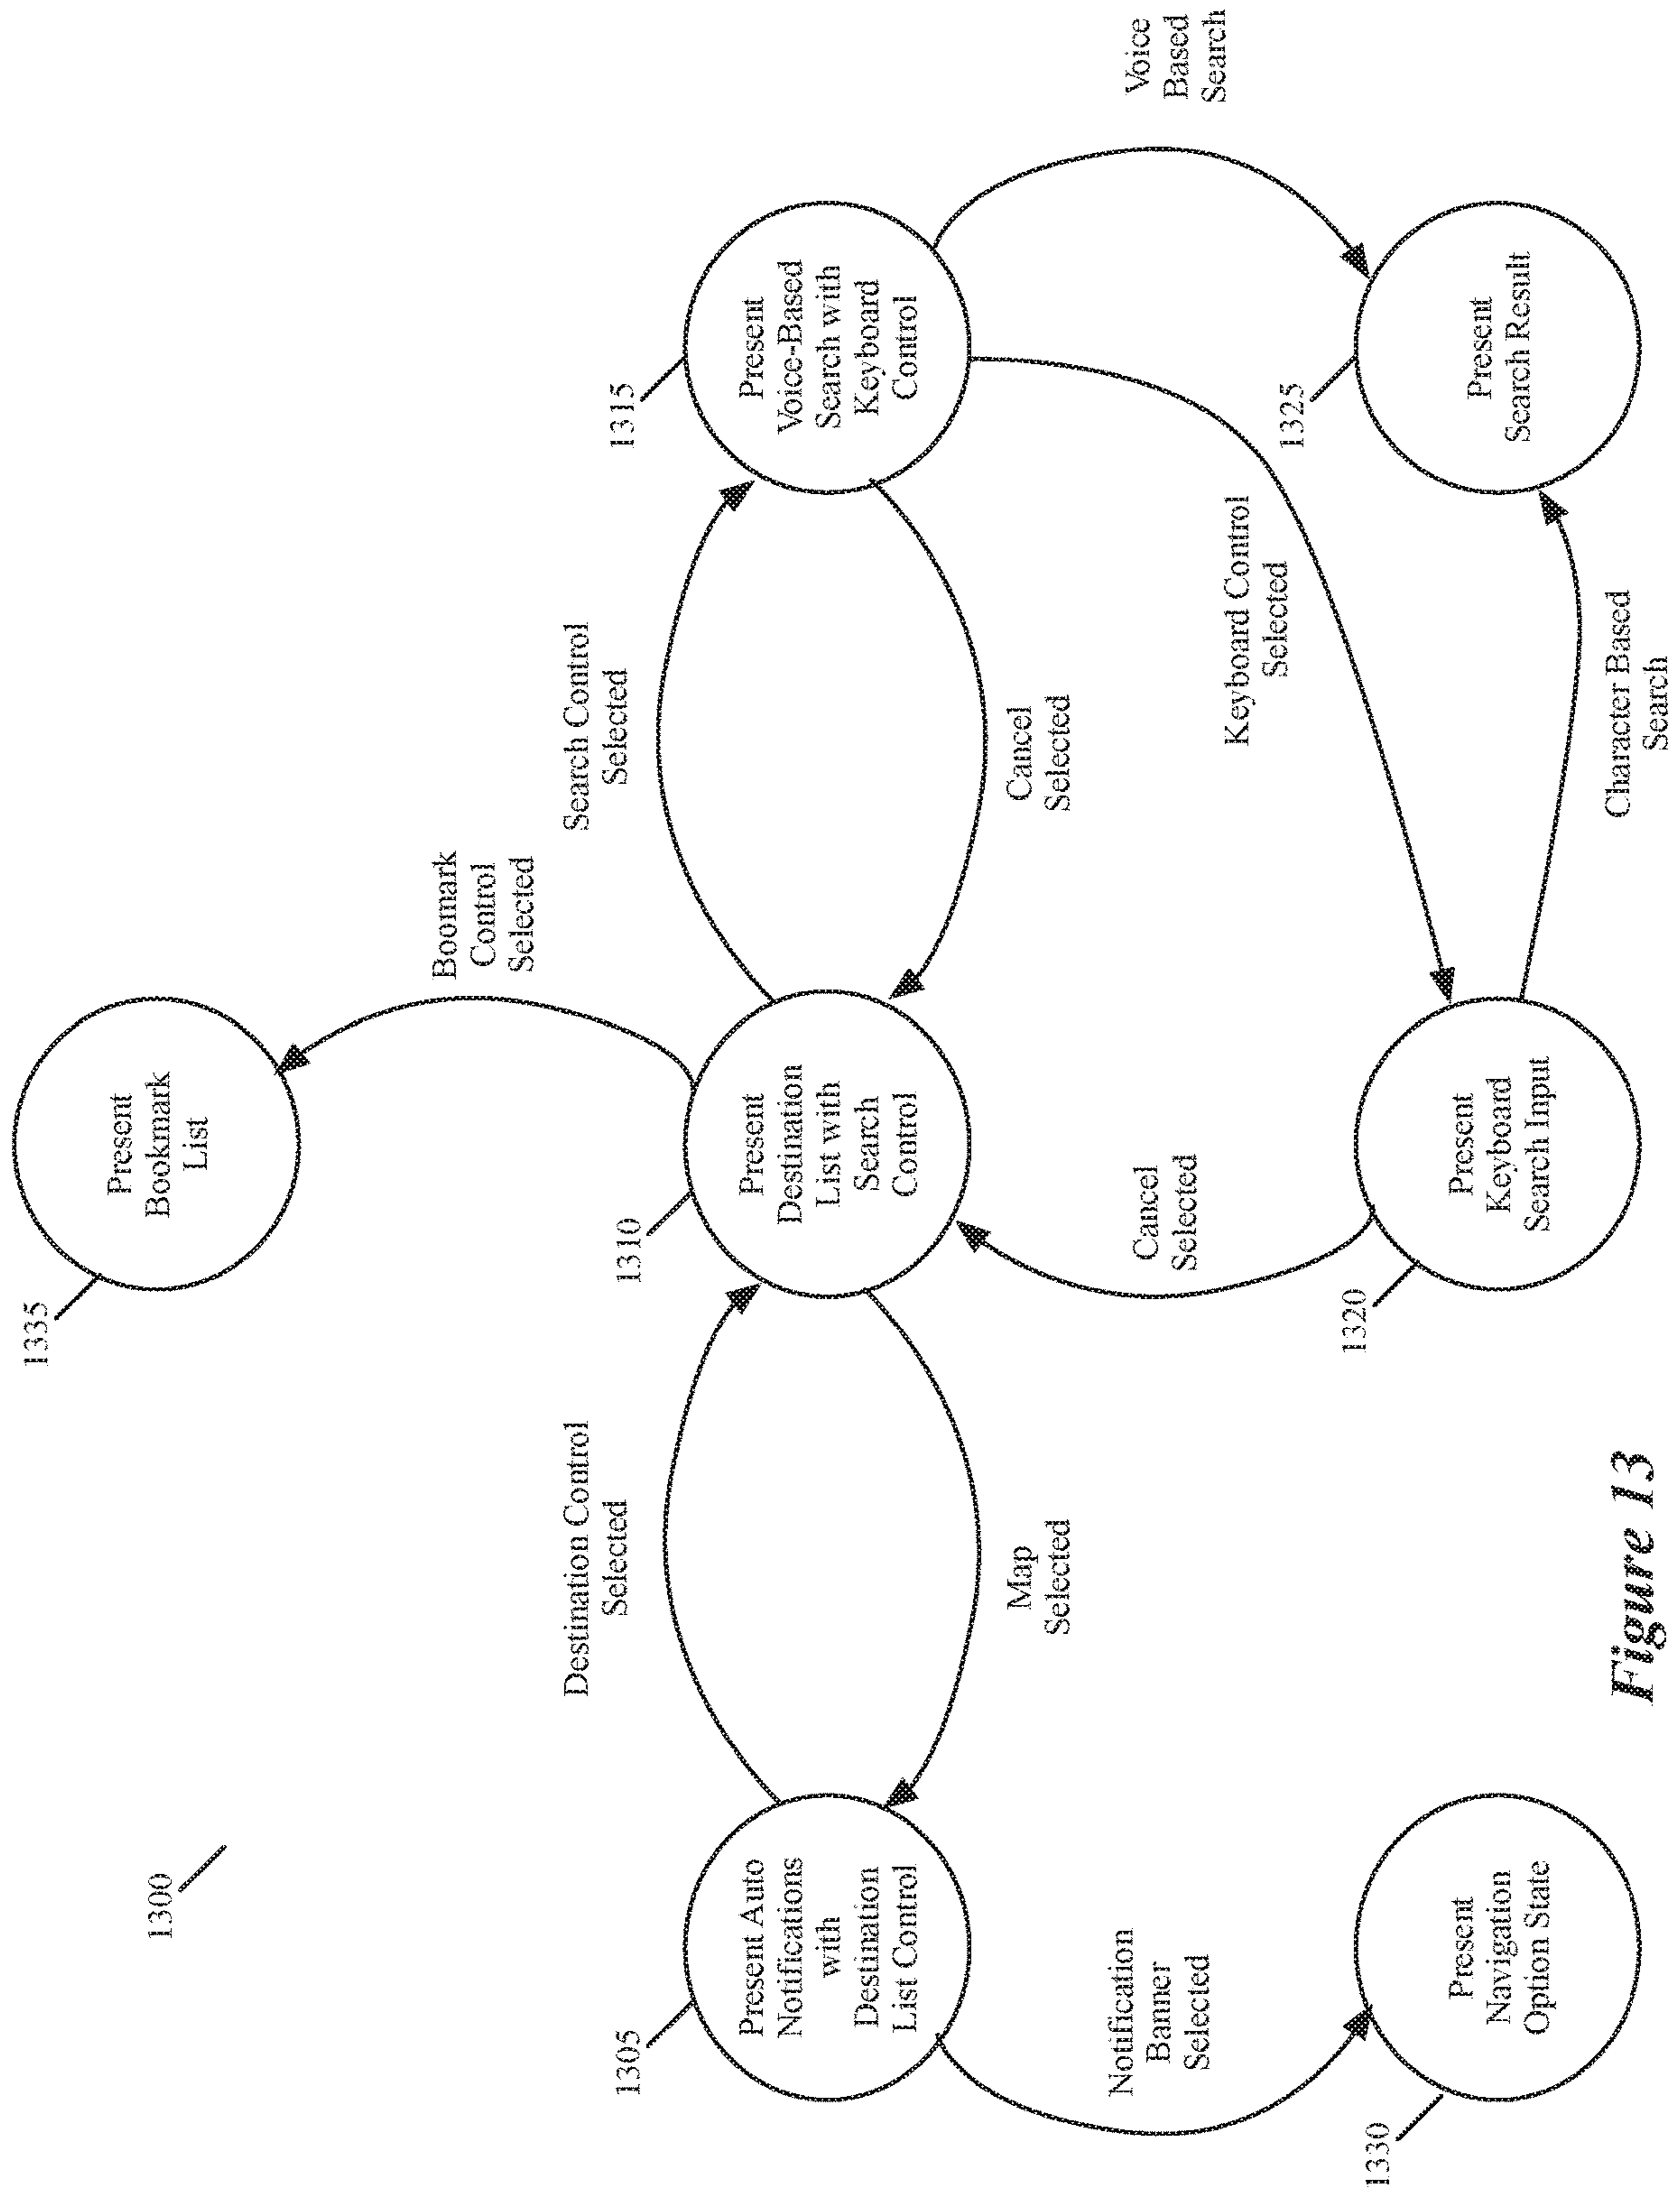 1300
1335
Present
Bookmark
List
Boomark
Control
Selected
Destination Control
Selected
Search Control
Selected
1305
Present Auto
Notifications
with
Destination
List Control
1310
Present
Destination
List with
Search
Control
1315
Present
Voice-Based
Search with
Keyboard
Control
Map
Selected
Cancel
Selected
Notification
Banner
Selected
Cancel
Selected
Keyboard Control
Selected
Voice
Based
Search
1330
Present
Navigation
Option State
1320
Present
Keyboard
Search Input
1325
Present
Search Result
Character Based
Search
Figure 13